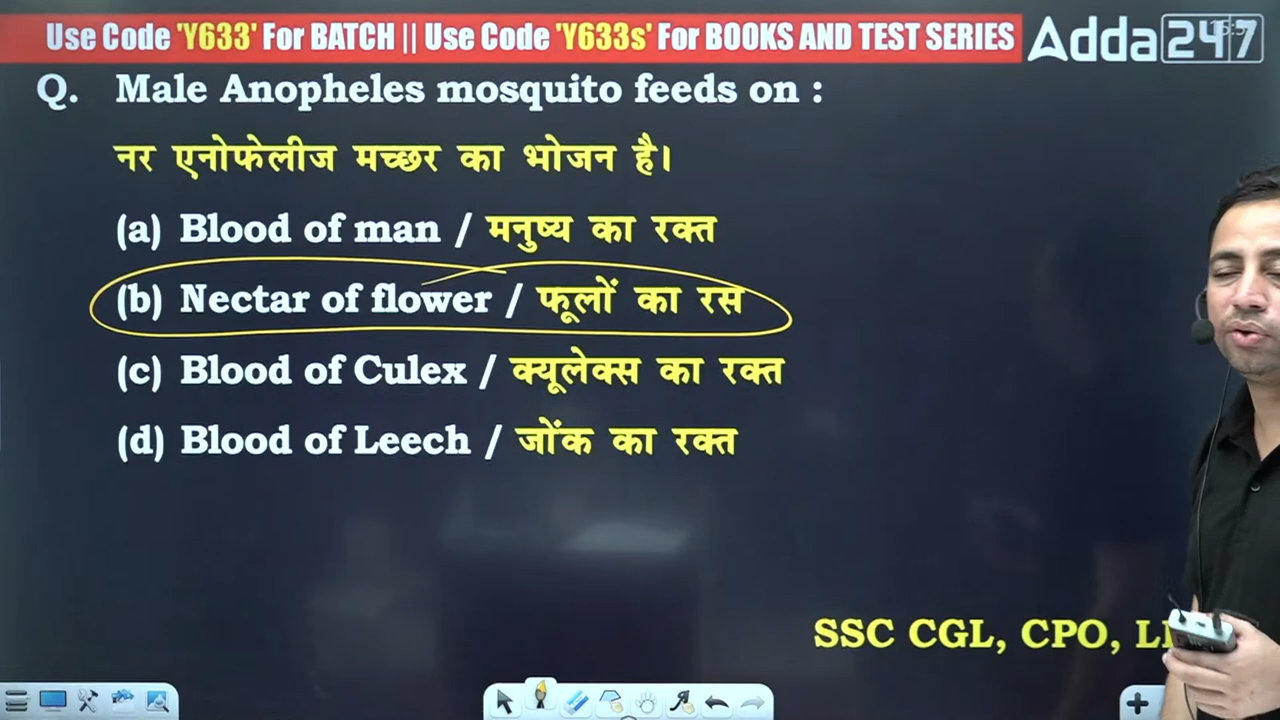 Use Code 'Y633' For BATCH || Use Code 'Y633s' For BOOKS AND TEST SERIES
Adda247
Q. Male Anopheles mosquito feeds on :
नर एनोफेलीज मच्छर का भोजन है।
(a) Blood of man / मनुष्य का रक्त
(b) Nectar of flower / फूलों का रस
(c) Blood of Culex / क्यूलेक्स का रक्त
(d) Blood of Leech / जोंक का रक्त
SSC CGL, CPO,